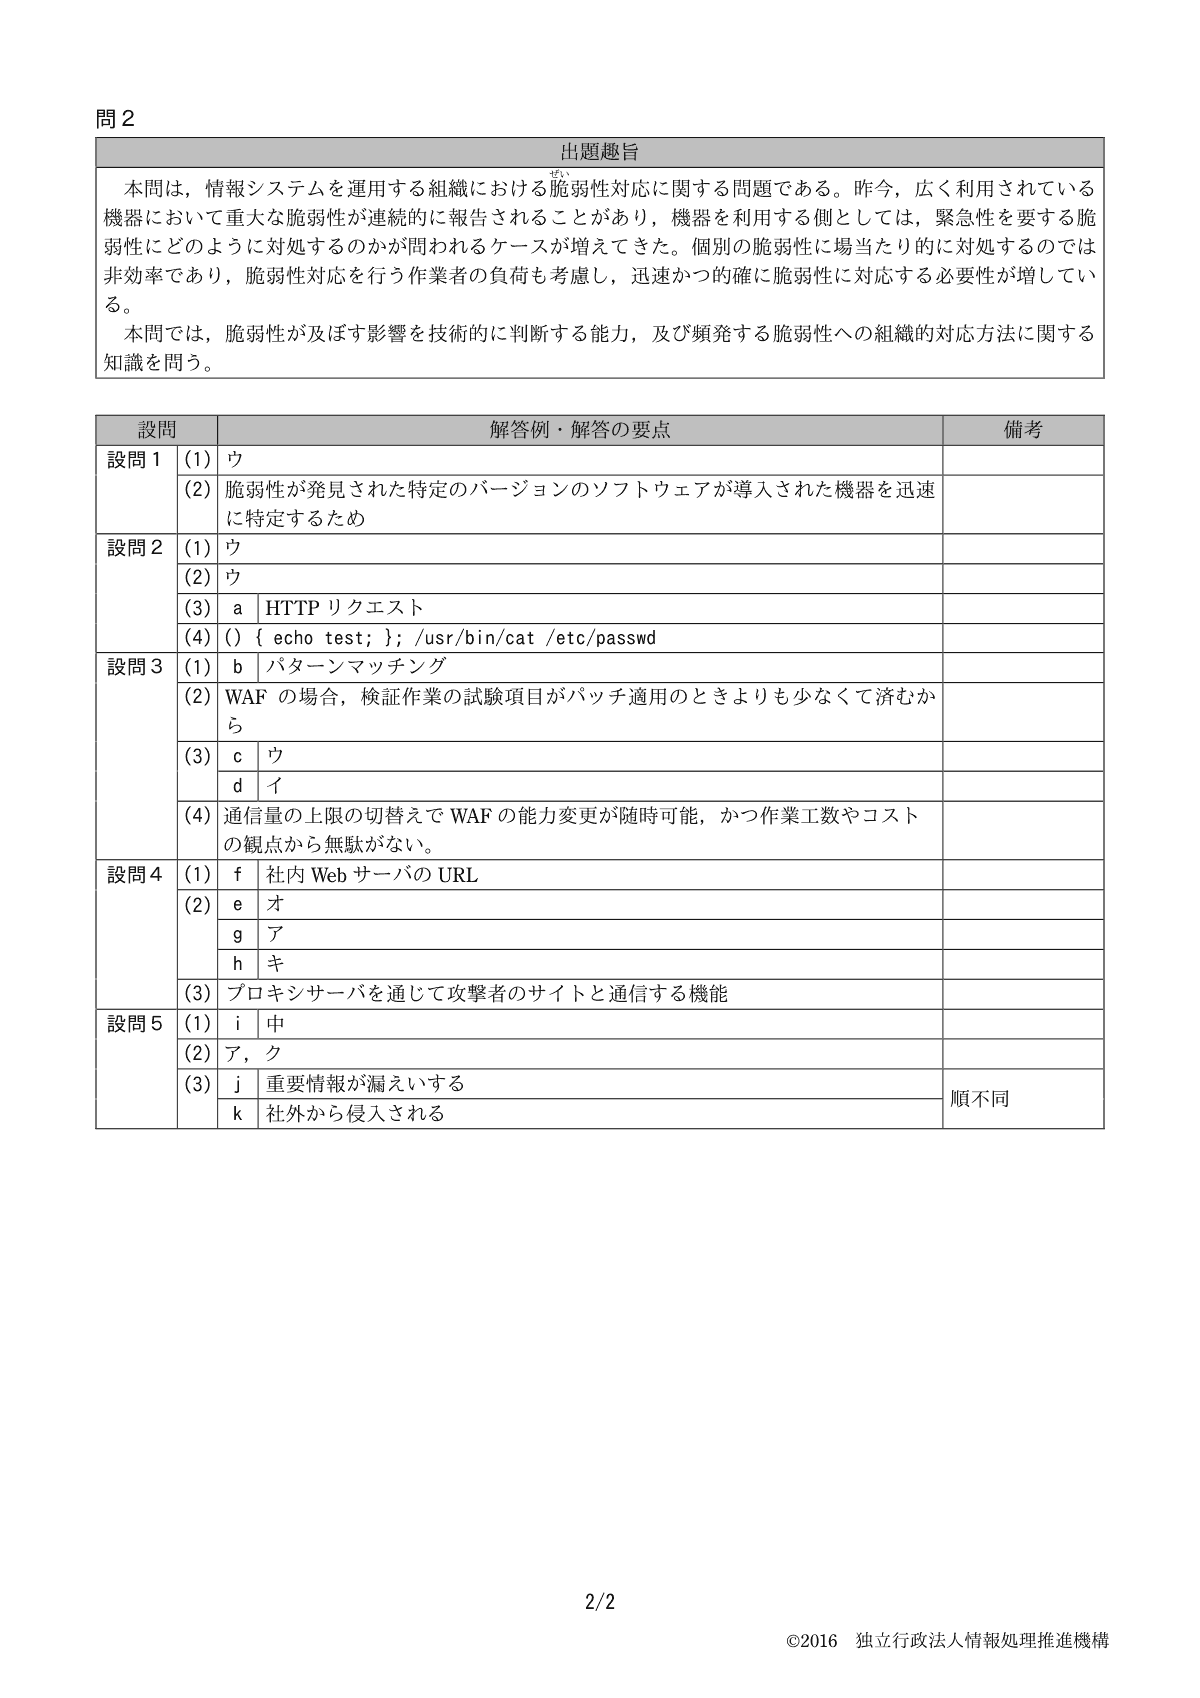 問2
出題趣旨
ぜい
本問は，情報システムを運用する組織における脆弱性対応に関する問題である。昨今，広く利用されている
機器において重大な脆弱性が連続的に報告されることがあり，機器を利用する側としては，緊急性を要する脆
弱性にどのように対処するのかが問われるケースが増えてきた。個別の脆弱性に場当たり的に対処するのでは
非効率であり，脆弱性対応を行う作業者の負荷も考慮し，迅速かつ的確に脆弱性に対応する必要性が増してい
る。
本問では，脆弱性が及ぼす影響を技術的に判断する能力，及び頻発する脆弱性への組織的対応方法に関する
知識を問う。
設問 解答例・解答の要点 備考
設問1 (1) ウ
(2) 脆弱性が発見された特定のバージョンのソフトウェアが導入された機器を迅速
に特定するため
設問2 (1) ウ
(2) ウ
(3) a HTTP リクエスト
(4) () { echo test; }; /usr/bin/cat /etc/passwd
設問3 (1) b パターンマッチング
(2) WAF の場合，検証作業の試験項目がパッチ適用のときよりも少なくて済むか
ら
(3) c ウ
d イ
(4) 通信量の上限の切替えで WAF の能力変更が随時可能，かつ作業工数やコスト
の観点から無駄がない。
設問4 (1) f 社内 Web サーバの URL
(2) e オ
g ア
h キ
(3) プロキシサーバを通じて攻撃者のサイトと通信する機能
設問5 (1) i 中
(2) ア，ク
(3) j 重要情報が漏えいする 順不同
k 社外から侵入される
2/2
©2016 独立行政法人情報処理推進機構